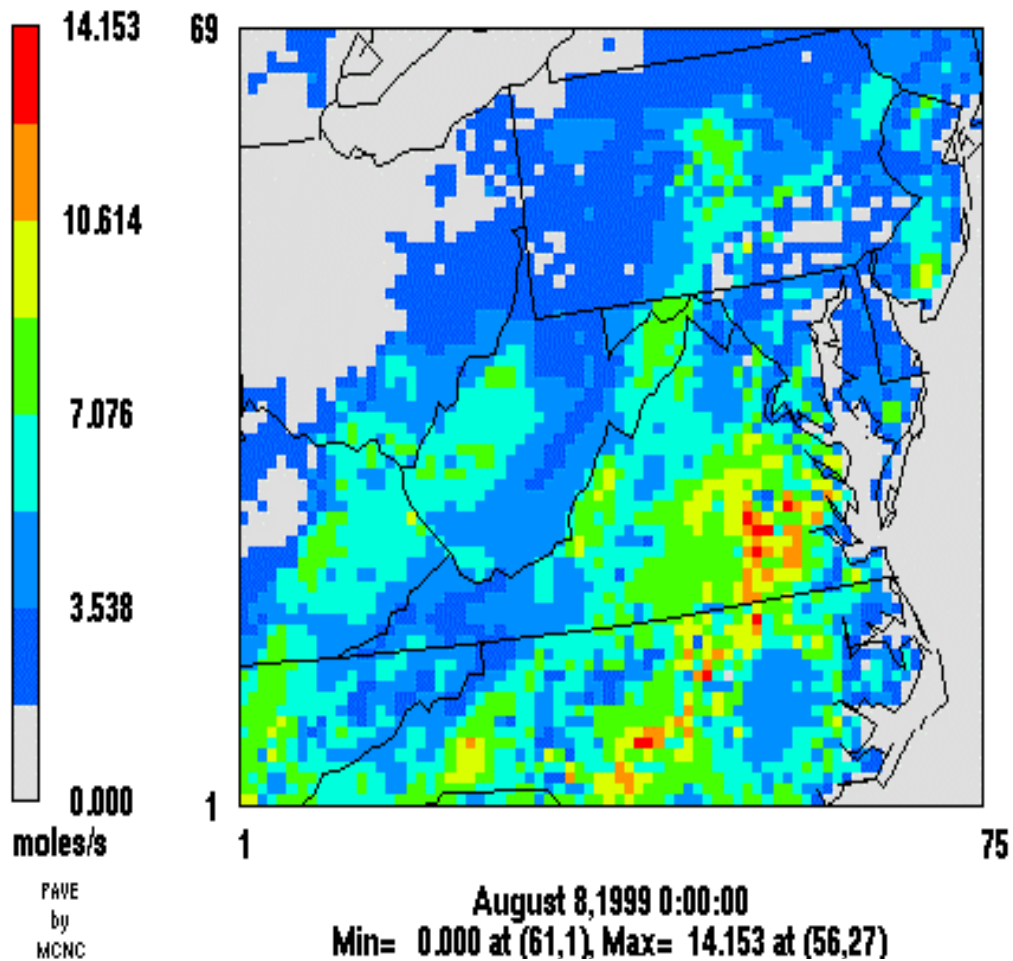 14.153
69
10.614
7.076
3.538
0.000
1
moles/s
1
75
PAVE
by
MCNC
August 8,1999 0:00:00
Min= 0.000 at (61,1), Max= 14.153 at (56,27)